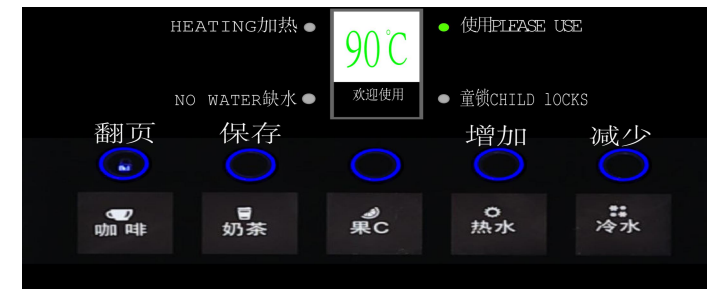 HEATING加热
90℃
使用PLEASE USE
NO WATER缺水
欢迎使用
童锁CHILD lOCKS
翻页 保存 增加 减少
咖啡 奶茶 果C 热水 冷水